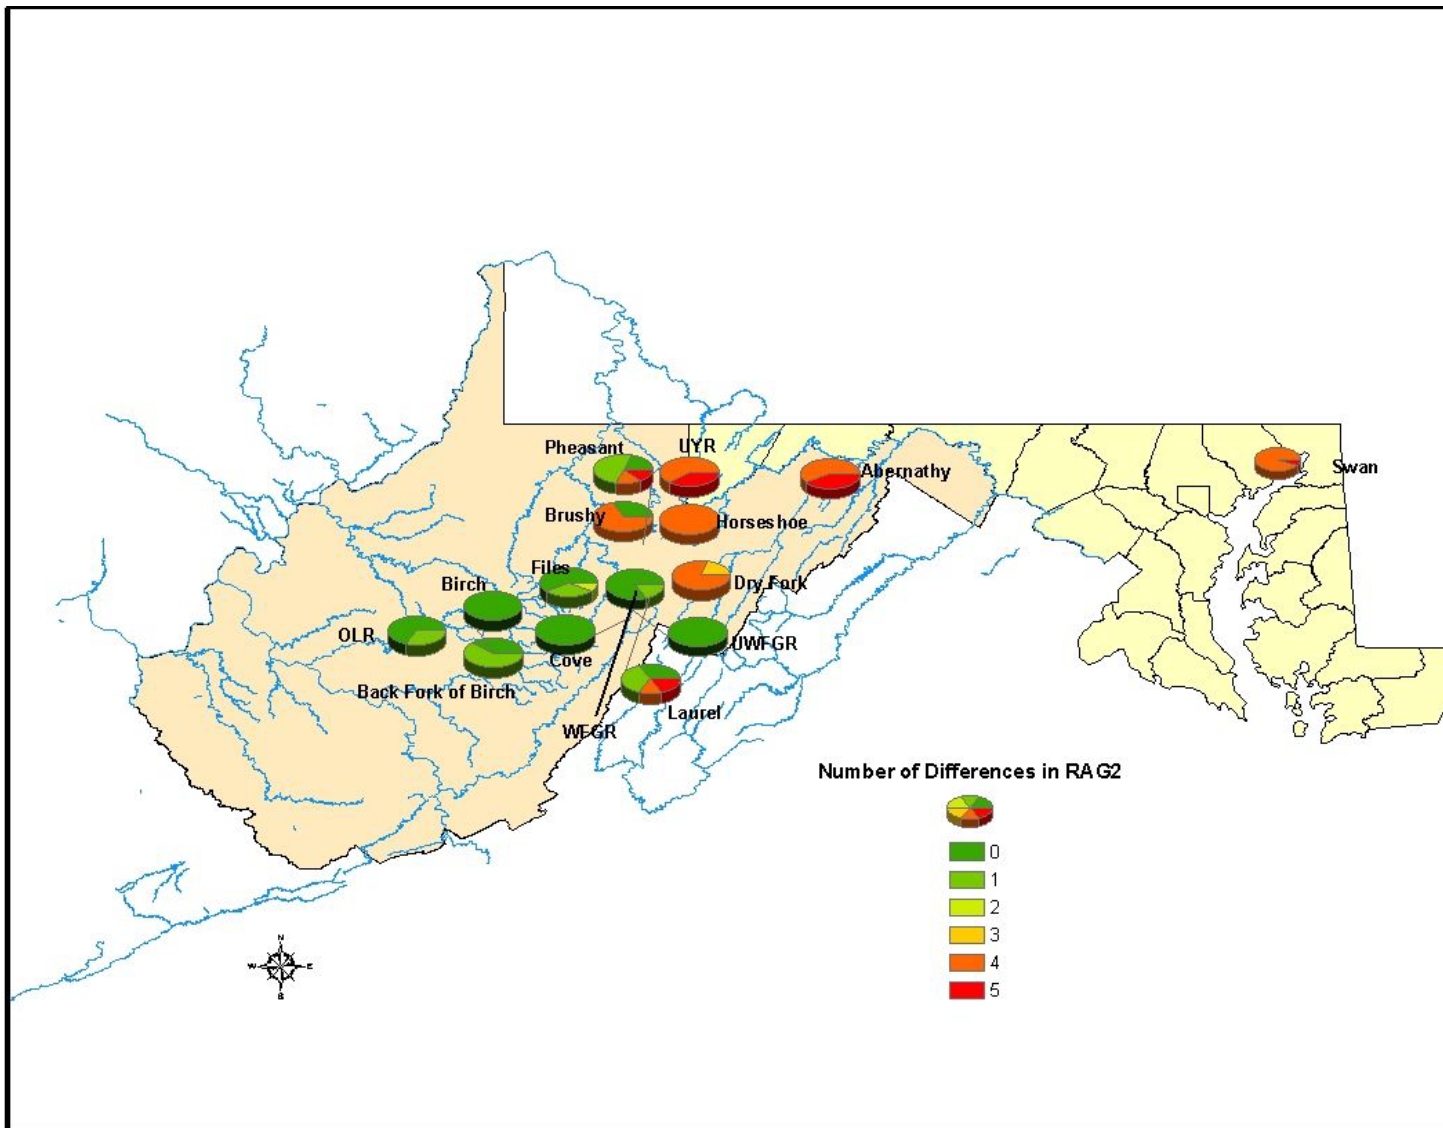 Pheasant
UYR
Abernathy
Swan
Brushy
Horseshoe
Files
Dry Fork
Birch
OLR
Cove
UWFGR
Back Fork of Birch
Laurel
WFGR
Number of Differences in RAG2
0
1
2
3
4
5
N
W
E
S